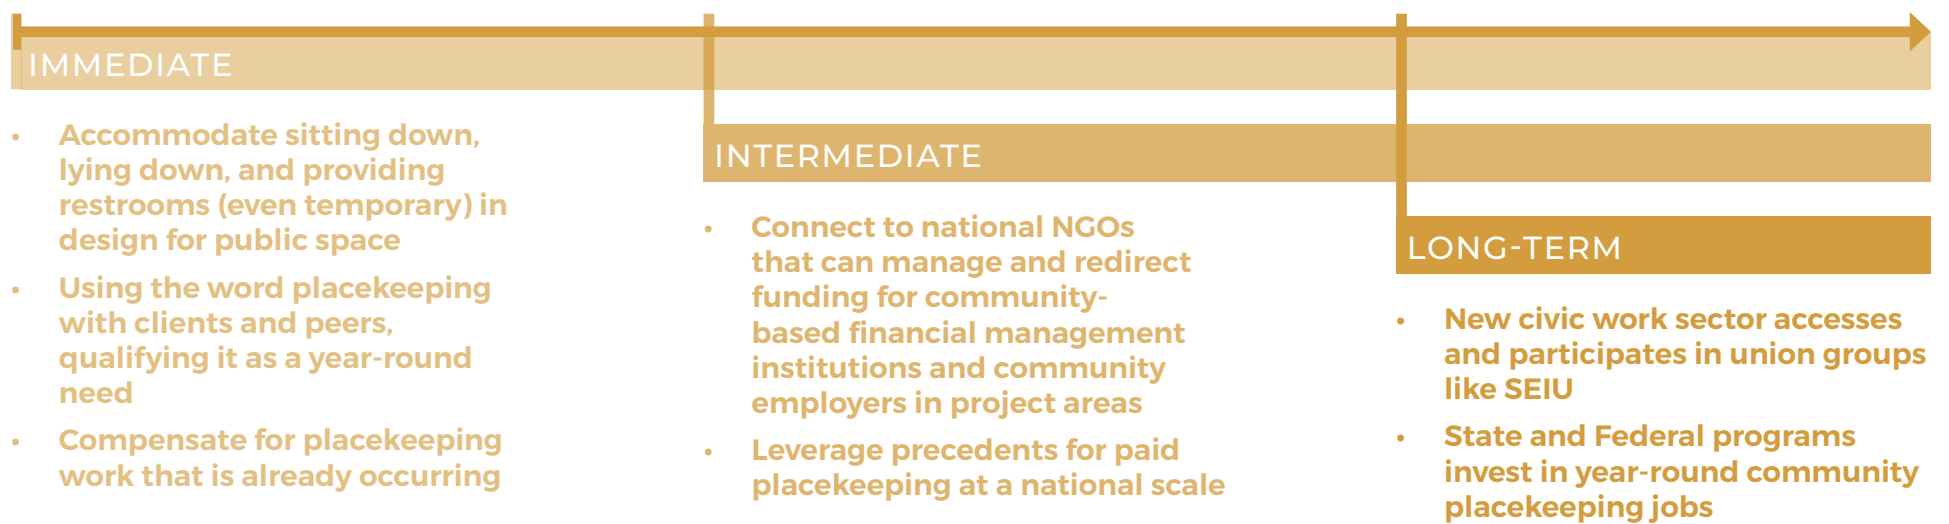 IMMEDIATE
• Accommodate sitting down,
lying down, and providing
restrooms (even temporary) in
design for public space
• Using the word placekeeping
with clients and peers,
qualifying it as a year-round
need
• Compensate for placekeeping
work that is already occurring
INTERMEDIATE
• Connect to national NGOs
that can manage and redirect
funding for community-
based financial management
institutions and community
employers in project areas
• Leverage precedents for paid
placekeeping at a national scale
LONG-TERM
• New civic work sector accesses
and participates in union groups
like SEIU
• State and Federal programs
invest in year-round community
placekeeping jobs